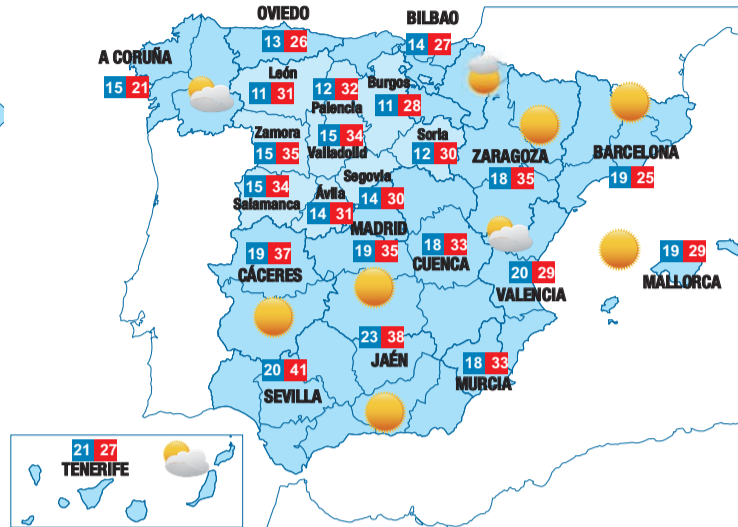 OVIEDO
13 26
BILBAO
14 27
A CORUÑA
15 21
León
11 31
12 32
Palencia
Burgos
11 28
Zamora
15 35
15 34
Valladolid
Soria
12 30
ZARAGOZA
18 35
BARCELONA
19 25
15 34
Salamanca
Ávila
14 31
Segovia
14 30
MADRID
19 35
18 33
CUENCA
19 37
CÁCERES
20 29
VALENCIA
19 29
MALLORCA
23 38
JAÉN
20 41
SEVILLA
18 33
MURCIA
21 27
TENERIFE